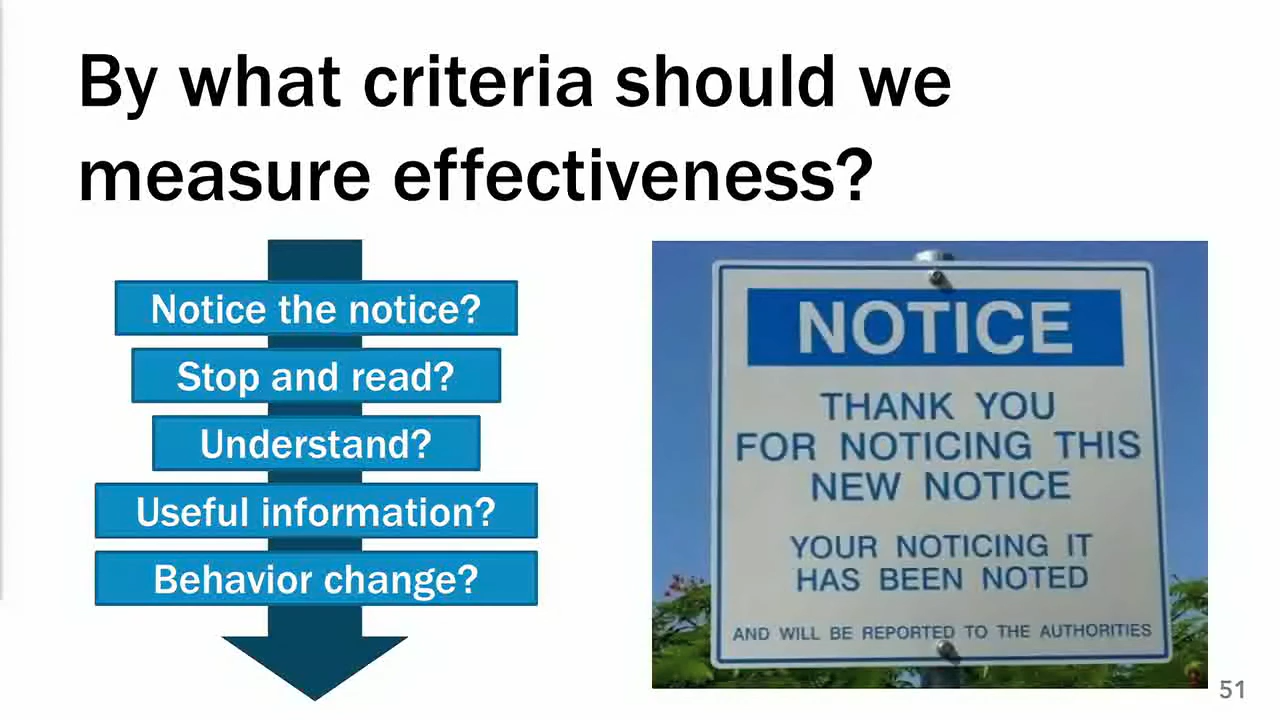 By what criteria should we
measure effectiveness?
Notice the notice?
Stop and read?
Understand?
Useful information?
Behavior change?
NOTICE
THANK YOU
FOR NOTICING THIS
NEW NOTICE
YOUR NOTICING IT
HAS BEEN NOTED
AND WILL BE REPORTED TO THE AUTHORITIES
51